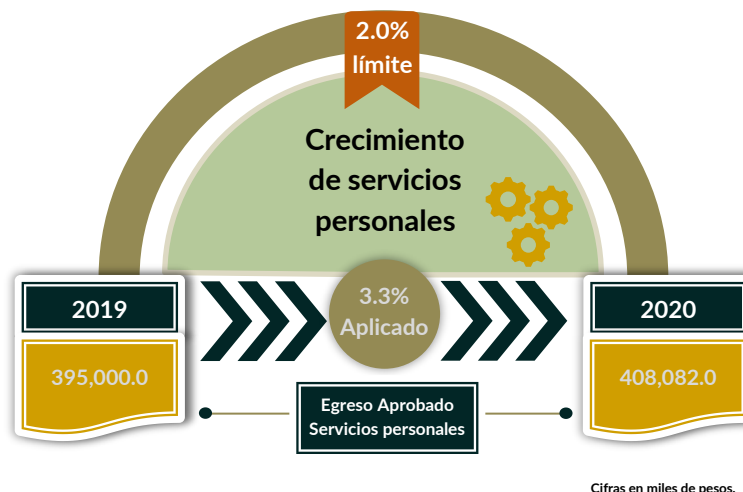 2.0%
límite
Crecimiento
de servicios
personales
2019
3.3%
Aplicado
2020
395,000.0
408,082.0
Egreso Aprobado
Servicios personales
Cifras en miles de pesos.